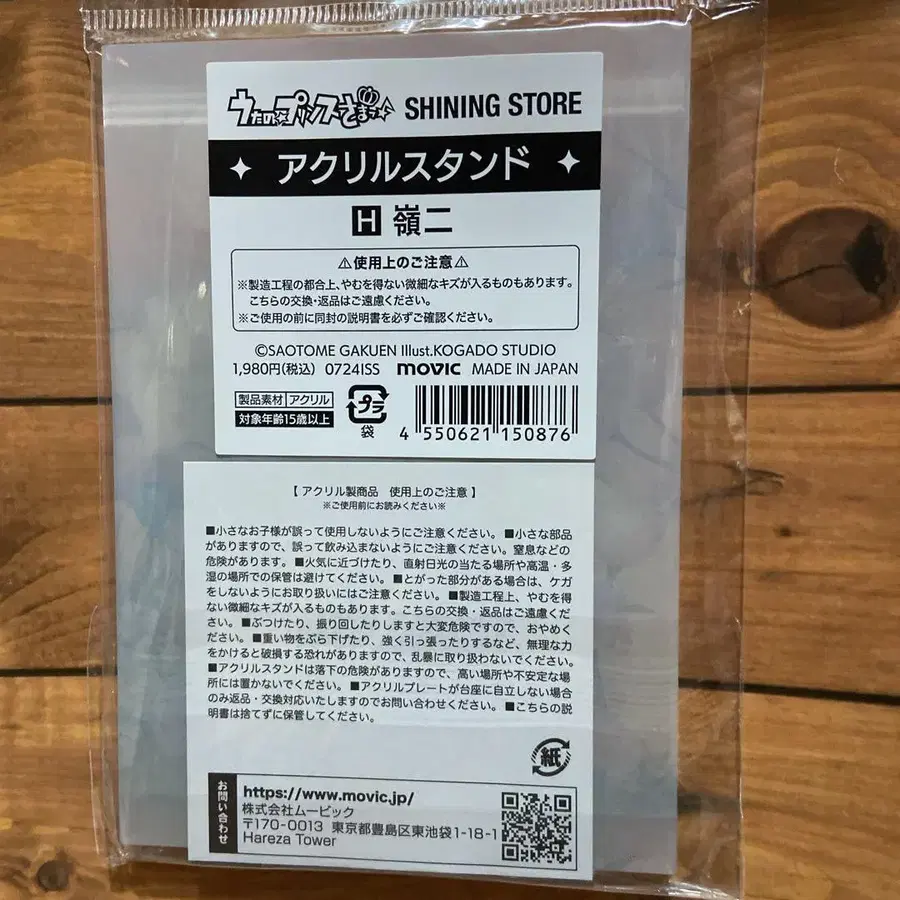 うたの☆プリンスさまっ♪ SHINING STORE
アクリルスタンド
H 嶺二
⚠使用上のご注意⚠
※製造工程の都合上、やむを得ない微細なキズが入るものもあります。
こちらの交換・返品はご遠慮ください。
※ご使用の前に同封の説明書を必ずご確認ください。
©SAOTOME GAKUEN Illust.KOGADO STUDIO
1,980円(税込) 0724ISS movic MADE IN JAPAN
製品素材 アクリル
対象年齢15歳以上
プラ
袋
4 550621 150876
【 アクリル製商品 使用上のご注意 】
※ご使用前にお読みください※
■小さなお子様が誤って使用しないようにご注意ください。■小さな部品
がありますので、誤って飲み込まないようにご注意ください。窒息などの
危険があります。■火気に近づけたり、直射日光の当たる場所や高温・多
湿の場所での保管は避けてください。■とがった部分がある場合は、ケガ
をしないようにお取り扱いにはご注意ください。■製造工程上、やむを得
ない微細なキズが入るものもあります。こちらの交換・返品はご遠慮くだ
さい。■ぶつけたり、振り回したりしますと大変危険ですので、おやめく
ださい。■重い物をぶら下げたり、強く引っ張ったりするなど、無理な力
をかけると破損する恐れがありますので、乱暴に取り扱わないでください。
■アクリルスタンドは落下の危険がありますので、高い場所や不安定な場
所には置かないでください。■アクリルプレートが台座に自立しない場合
のみ返品・交換対応いたしますのでお問い合わせください。■こちらの説
明書は捨てずに保管してください。
紙
お問い合わせ
https://www.movic.jp/
株式会社ムービック
〒170-0013 東京都豊島区東池袋1-18-1
Hareza Tower